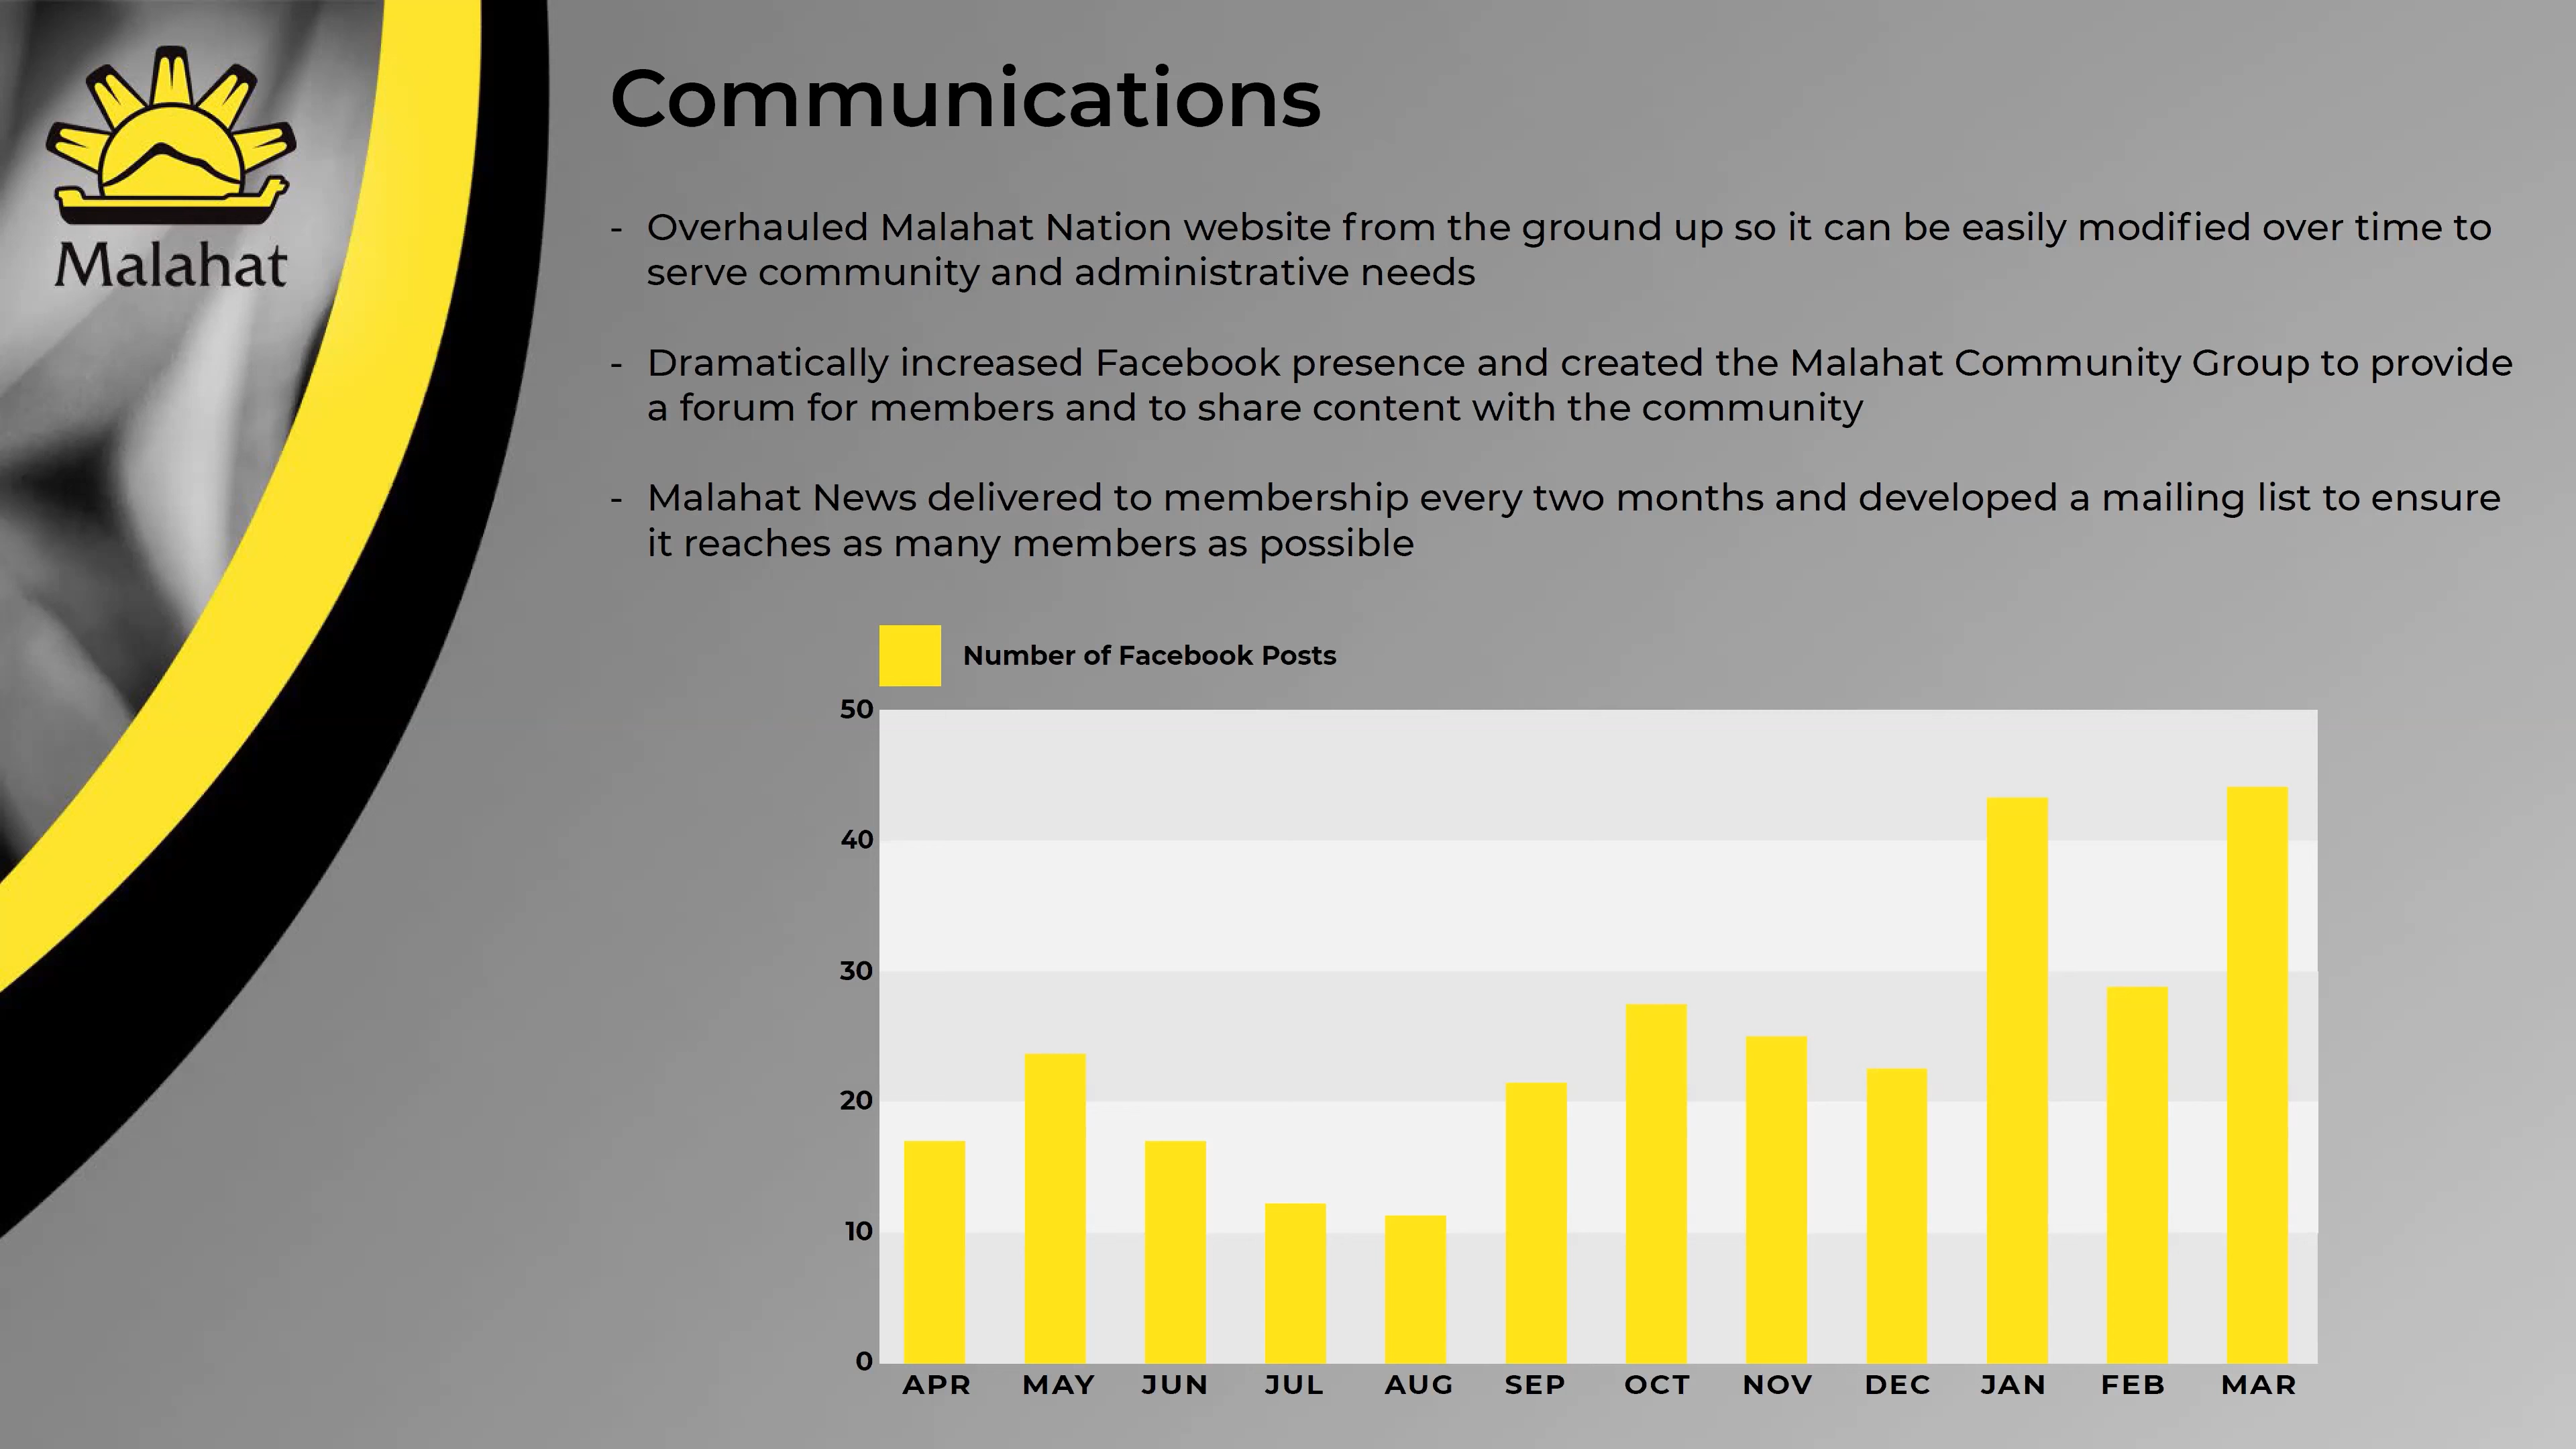 Malahat
Communications
- Overhauled Malahat Nation website from the ground up so it can be easily modified over time to
serve community and administrative needs
- Dramatically increased Facebook presence and created the Malahat Community Group to provide
a forum for members and to share content with the community
- Malahat News delivered to membership every two months and developed a mailing list to ensure
it reaches as many members as possible
Number of Facebook Posts
50
40
30
20
10
0
APR MAY JUN JUL AUG SEP OCT NOV DEC JAN FEB MAR